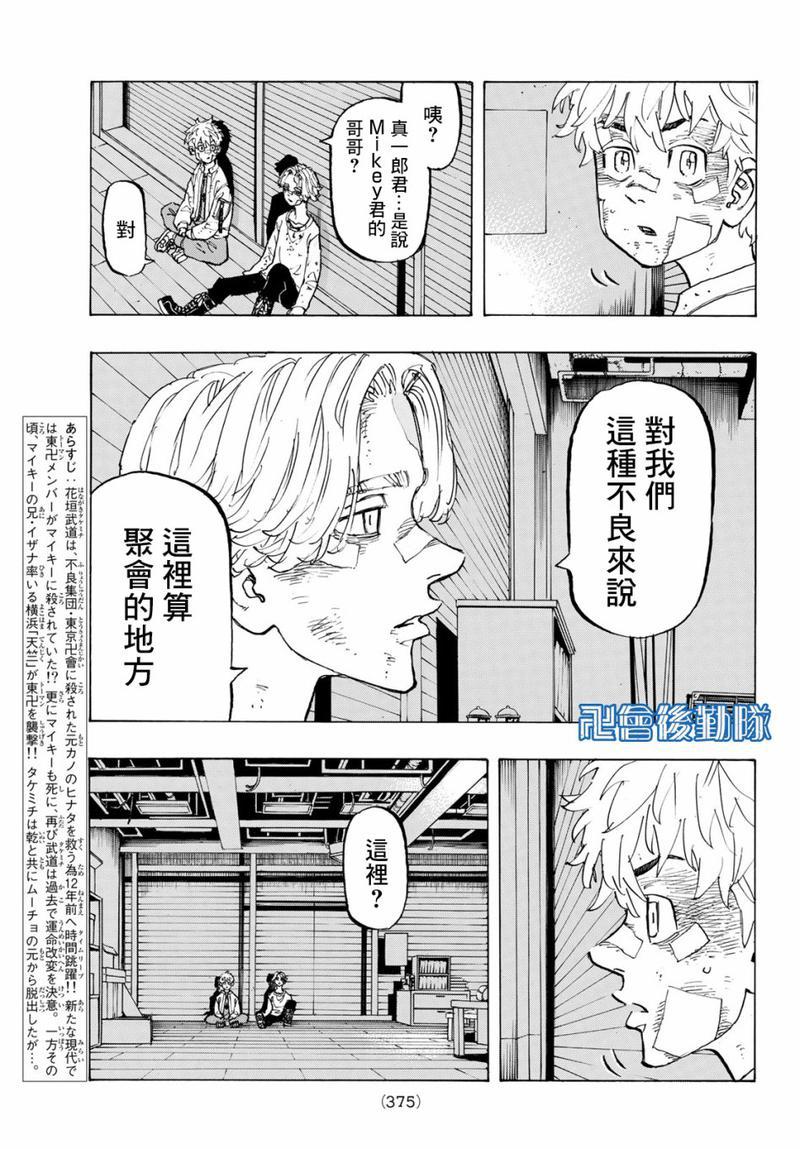 咦？
真一郎君…是說
Mikey君的
哥哥？
對
對我們
這種不良來說
這裡算
聚會的地方
卍會後勤隊
這裡？
あらすじ：花垣武道は、不良集団・東京卍會に殺された元カノのヒナタを救う為12年前へ時間跳躍!! 新たな現代で
は東卍メンバーがマイキーに殺されていた!? 更にマイキーも死に、再び武道は過去で運命改変を決意。一方その
頃、マイキーの兄・イザナ率いる横浜「天竺」が東卍を襲撃!! タケミチは乾と共にムーチョの元から脱出したが…。
(375)